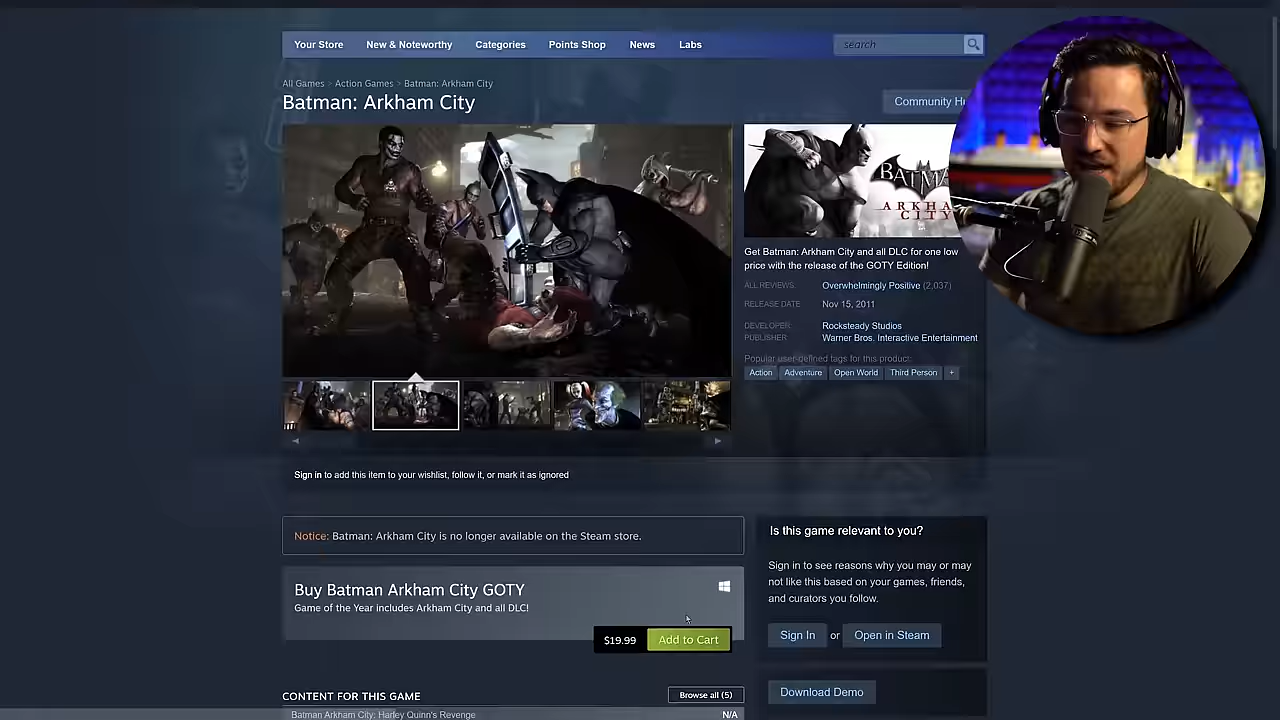 Your Store
New & Noteworthy
Categories
Points Shop
News
Labs
search
All Games > Action Games > Batman: Arkham City
Batman: Arkham City
Community
Get Batman: Arkham City and all DLC for one low
price with the release of the GOTY Edition!
ALL REVIEWS: Overwhelmingly Positive (2,037)
RELEASE DATE Nov 15, 2011
DEVELOPER: Rocksteady Studios
PUBLISHER: Warner Bros. Interactive Entertainment
Popular user-defined tags for this product:
Action Adventure Open World Third Person +
BATMA
ARKHA
CITY
Sign in to add this item to your wishlist, follow it, or mark it as ignored
Notice: Batman: Arkham City is no longer available on the Steam store.
Buy Batman Arkham City GOTY
Game of the Year includes Arkham City and all DLC!
$19.99 Add to Cart
CONTENT FOR THIS GAME
Browse all (5)
Batman Arkham City: Harley Quinn's Revenge N/A
Is this game relevant to you?
Sign in to see reasons why you may or may
not like this based on your games, friends,
and curators you follow.
Sign In or Open in Steam
Download Demo